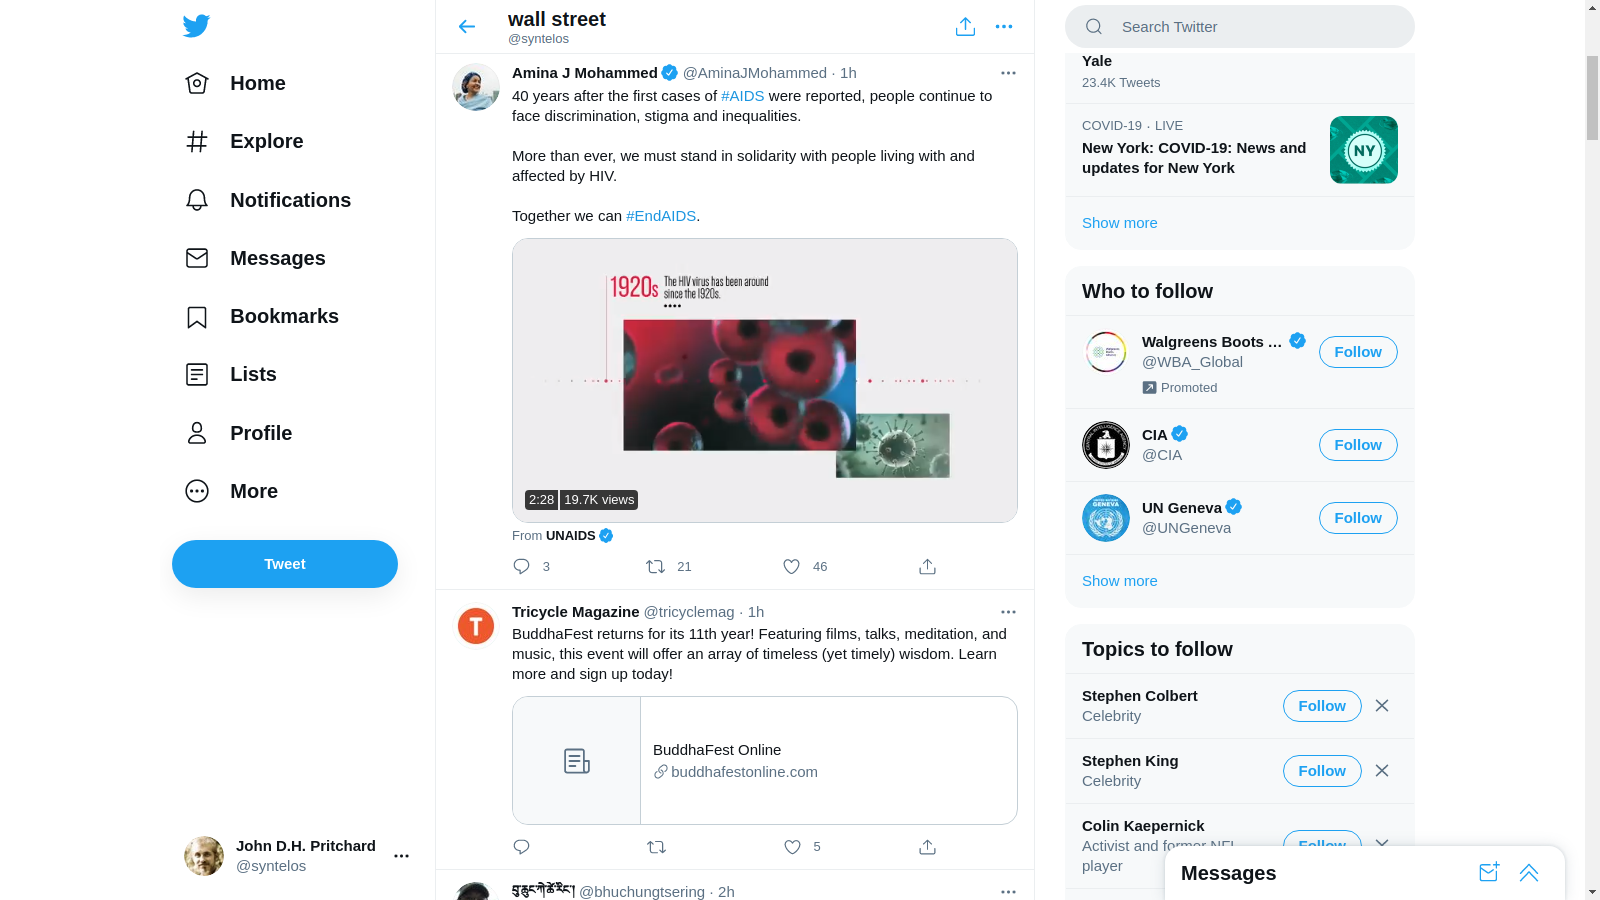 Home
Explore
Notifications
Messages
Bookmarks
Lists
Profile
More
Tweet
John D.H. Pritchard
@syntelos
wall street
@syntelos
Amina J Mohammed @AminaJMohammed · 1h
40 years after the first cases of #AIDS were reported, people continue to
face discrimination, stigma and inequalities.
More than ever, we must stand in solidarity with people living with and
affected by HIV.
Together we can #EndAIDS.
1920s The HIV virus has been around
since the 1920s.
2:28 19.7K views
From UNAIDS
3 21 46
Tricycle Magazine @tricyclemag · 1h
BuddhaFest returns for its 11th year! Featuring films, talks, meditation, and
music, this event will offer an array of timeless (yet timely) wisdom. Learn
more and sign up today!
T
BuddhaFest Online
buddhafestonline.com
5
@bhuchungtsering · 2h
Search Twitter
Yale
23.4K Tweets
COVID-19 · LIVE
New York: COVID-19: News and
updates for New York
NY
Show more
Who to follow
Walgreens Boots ...
@WBA_Global
Promoted
Follow
CIA
@CIA
Follow
UN Geneva
@UNGeneva
Follow
GENEVA
Show more
Topics to follow
Stephen Colbert
Celebrity
Follow
Stephen King
Celebrity
Follow
Colin Kaepernick
Activist and former NFL
player
Follow
Messages